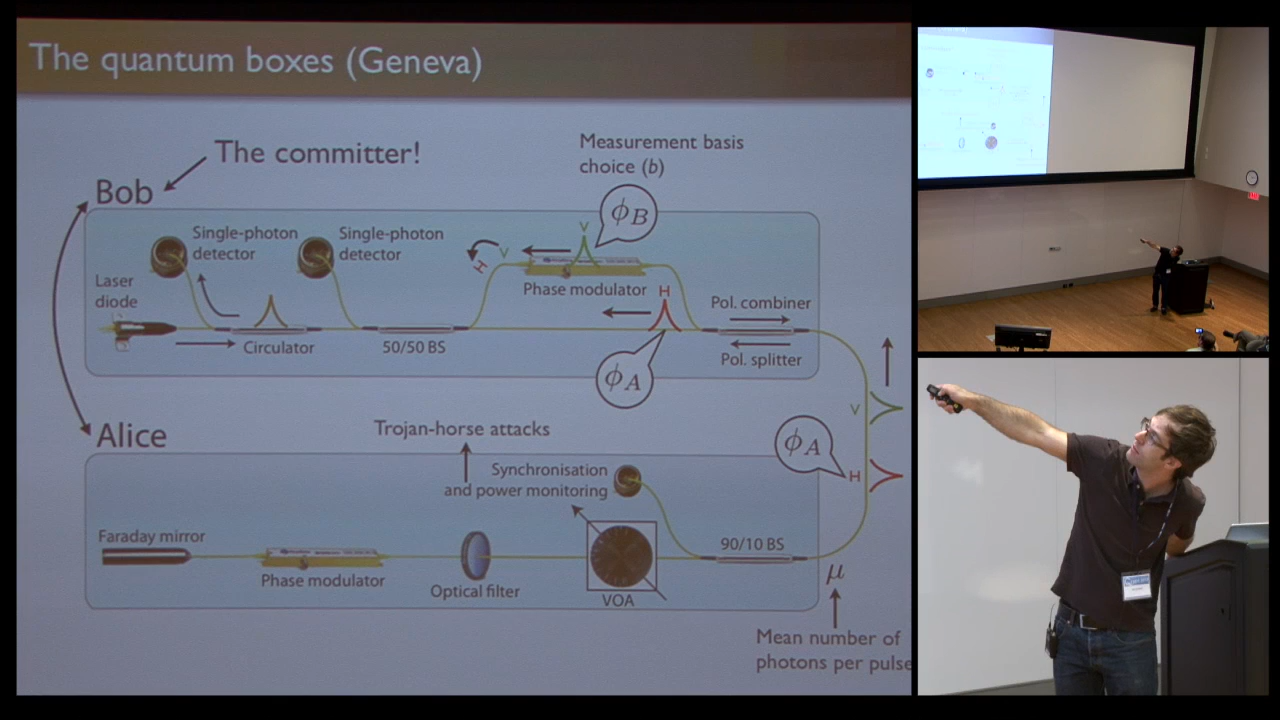 The quantum boxes (Geneva)
The committer!
Measurement basis
choice (b)
Bob
ϕB
Single-photon
detector
Single-photon
detector
V
V
H
Laser
diode
Phase modulator
H
Pol. combiner
Circulator
50/50 BS
Pol. splitter
ϕA
V
Alice
Trojan-horse attacks
ϕA
H
Synchronisation
and power monitoring
Faraday mirror
90/10 BS
Phase modulator
Optical filter
VOA
μ
Mean number of
photons per pulse